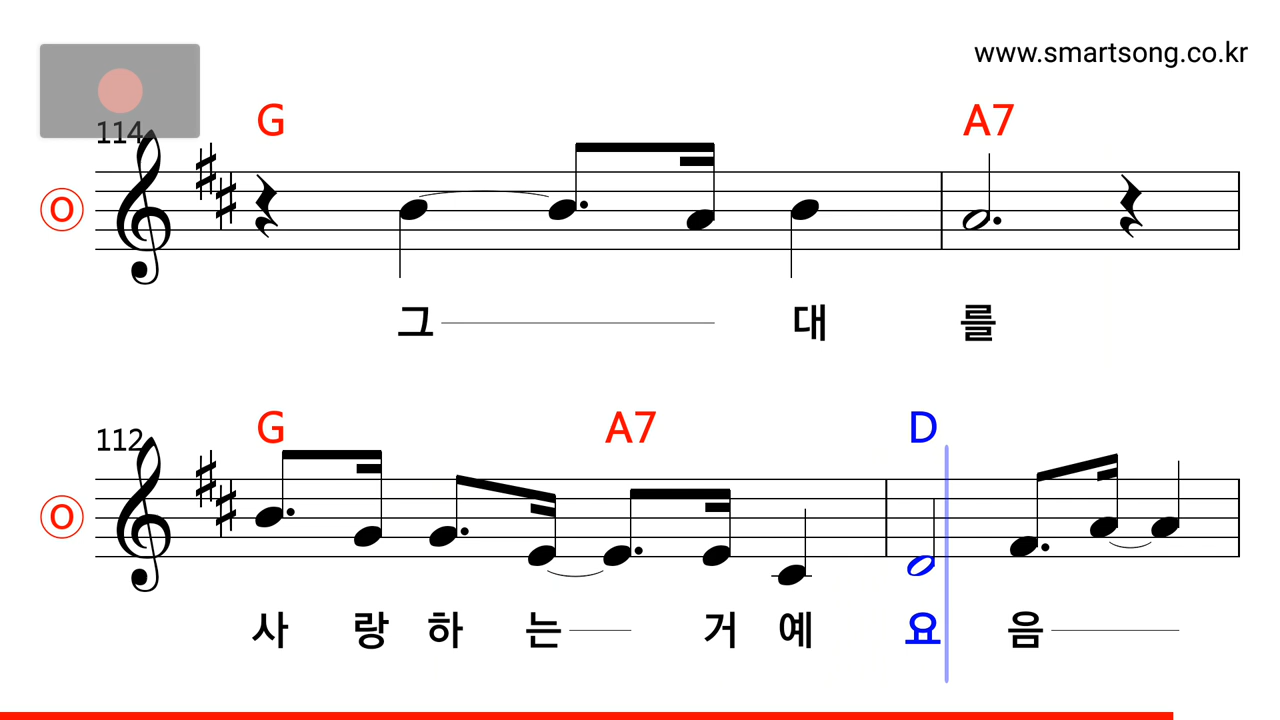 www.smartsong.co.kr
114 G A7
O
그 대 를
112 G A7 D
O
사 랑 하 는 거 예 요 음